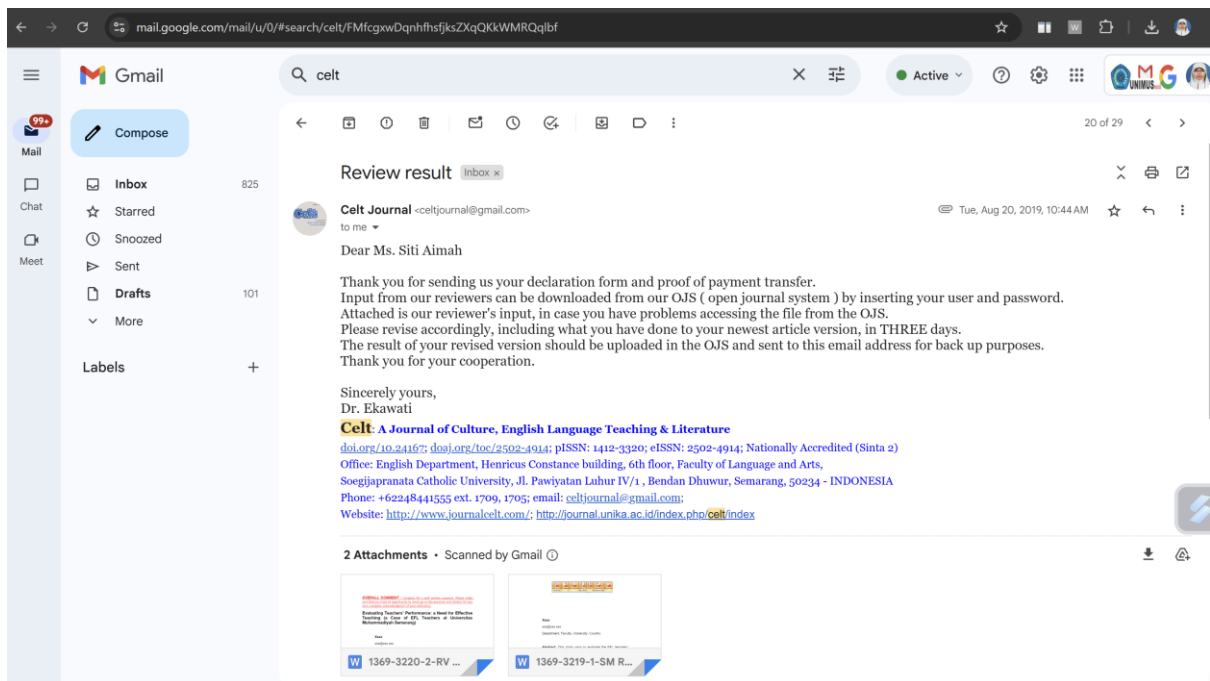 mail.google.com/mail/u/0/#search/celt/FMfcgxwDqnhfhsfjksZXqQKkWMRQqlbf
Gmail
celt
Active
UNIMUS
99+
Mail
Chat
Meet
Compose
Inbox 825
Starred
Snoozed
Sent
Drafts 101
More
Labels
20 of 29
Review result Inbox ×
Celt Journal <celtjournal@gmail.com>
Tue, Aug 20, 2019, 10:44 AM
to me
Dear Ms. Siti Aimah
Thank you for sending us your declaration form and proof of payment transfer.
Input from our reviewers can be downloaded from our OJS ( open journal system ) by inserting your user and password.
Attached is our reviewer's input, in case you have problems accessing the file from the OJS.
Please revise accordingly, including what you have done to your newest article version, in THREE days.
The result of your revised version should be uploaded in the OJS and sent to this email address for back up purposes.
Thank you for your cooperation.
Sincerely yours,
Dr. Ekawati
Celt: A Journal of Culture, English Language Teaching & Literature
doi.org/10.24167; doaj.org/toc/2502-4914; pISSN: 1412-3320; eISSN: 2502-4914; Nationally Accredited (Sinta 2)
Office: English Department, Henricus Constance building, 6th floor, Faculty of Language and Arts,
Soegijapranata Catholic University, Jl. Pawiyatan Luhur IV/1 , Bendan Dhuwur, Semarang, 50234 - INDONESIA
Phone: +62248441555 ext. 1709, 1705; email: celtjournal@gmail.com;
Website: http://www.journalcelt.com/; http://journal.unika.ac.id/index.php/celt/index
2 Attachments • Scanned by Gmail
Evaluating Teachers' Performance: a Need for Effective
Teaching (a Case of EFL Teachers at Universitas
Muhammadiyah Semarang)
W 1369-3220-2-RV ...
W 1369-3219-1-SM R...